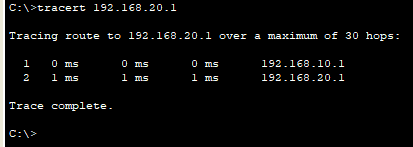 C:\>tracert 192.168.20.1
Tracing route to 192.168.20.1 over a maximum of 30 hops:
1 0 ms 0 ms 0 ms 192.168.10.1
2 1 ms 1 ms 1 ms 192.168.20.1
Trace complete.
C:\>